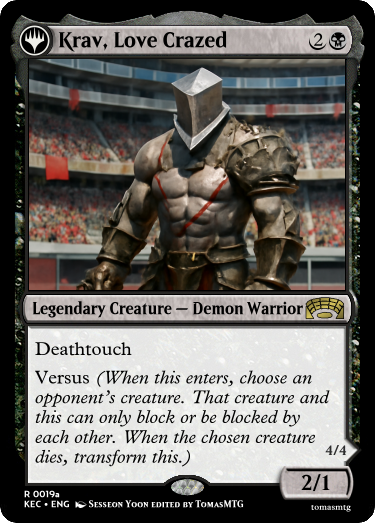 Krav, Love Crazed 2
Legendary Creature — Demon Warrior
Deathtouch
Versus (When this enters, choose an
opponent's creature. That creature and
this can only block or be blocked by
each other. When the chosen creature
dies, transform this.)
4/4
2/1
R 0019a
KEC • ENG Sesseon Yoon edited by TomasMTG
tomasmtg